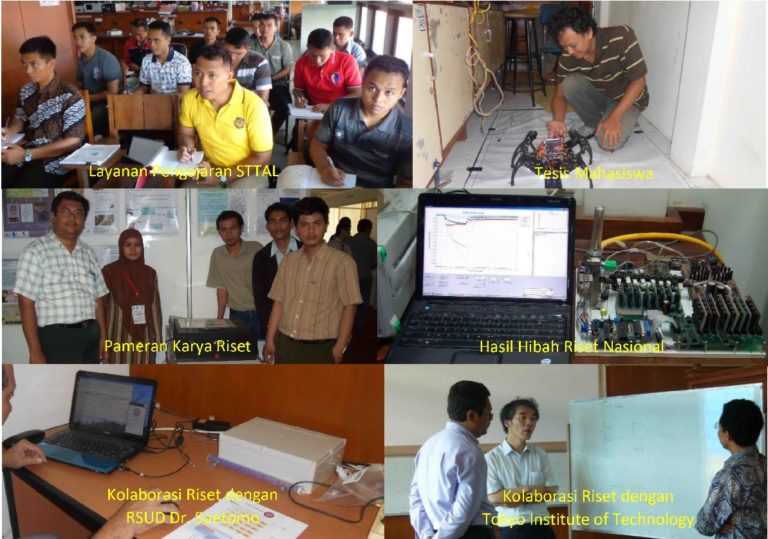 Layanan Pengajaran STTAL
Tesis Mahasiswa
Pameran Karya Riset
Hasil Hibah Riset Nasional
Kolaborasi Riset dengan
RSUD Dr. Soetomo
Kolaborasi Riset dengan
Tokyo Institute of Technology